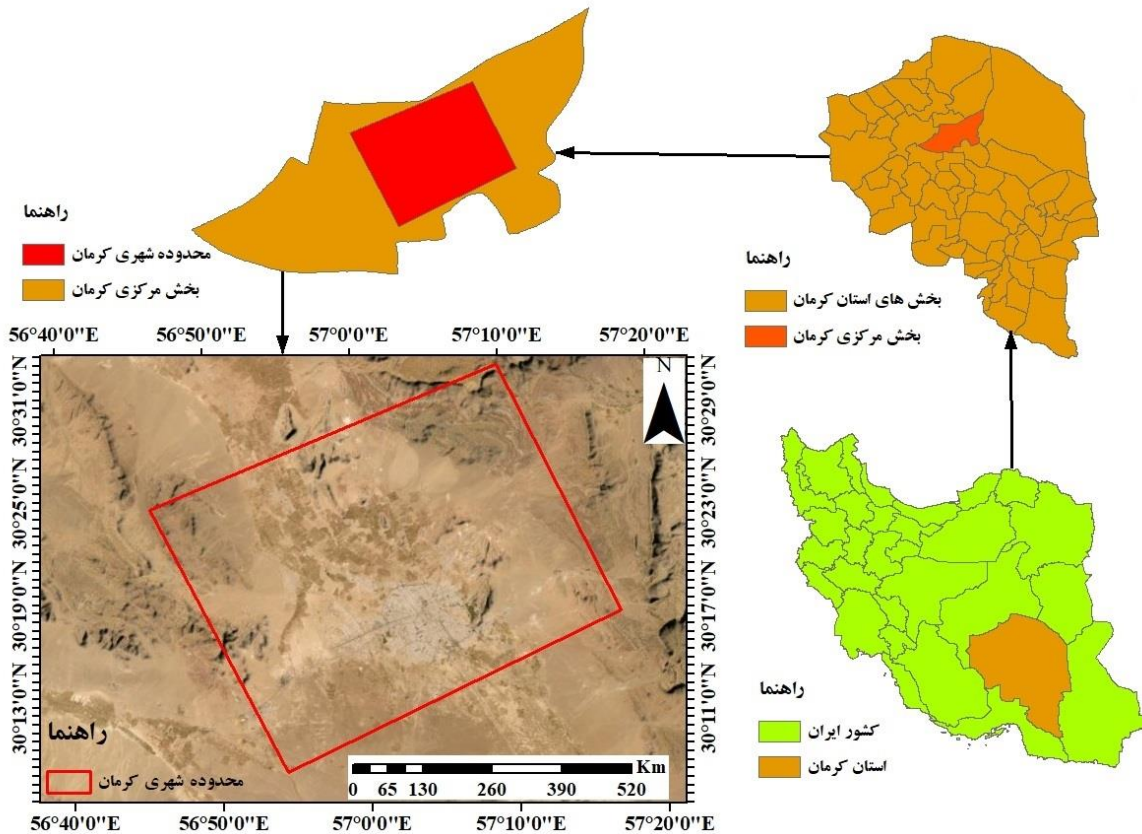 راهنما
محدوده شهری کرمان
بخش مرکزی کرمان
راهنما
بخش های استان کرمان
بخش مرکزی کرمان
56°40'0"E 56°50'0"E 57°0'0"E 57°10'0"E 57°20'0"E
30°31'0"N
30°25'0"N
30°19'0"N
30°13'0"N
N
30°29'0"N
30°23'0"N
30°17'0"N
30°11'0"N
راهنما
محدوده شهری کرمان
Km
0 65 130 260 390 520
56°40'0"E 56°50'0"E 57°0'0"E 57°10'0"E 57°20'0"E
راهنما
کشور ایران
استان کرمان